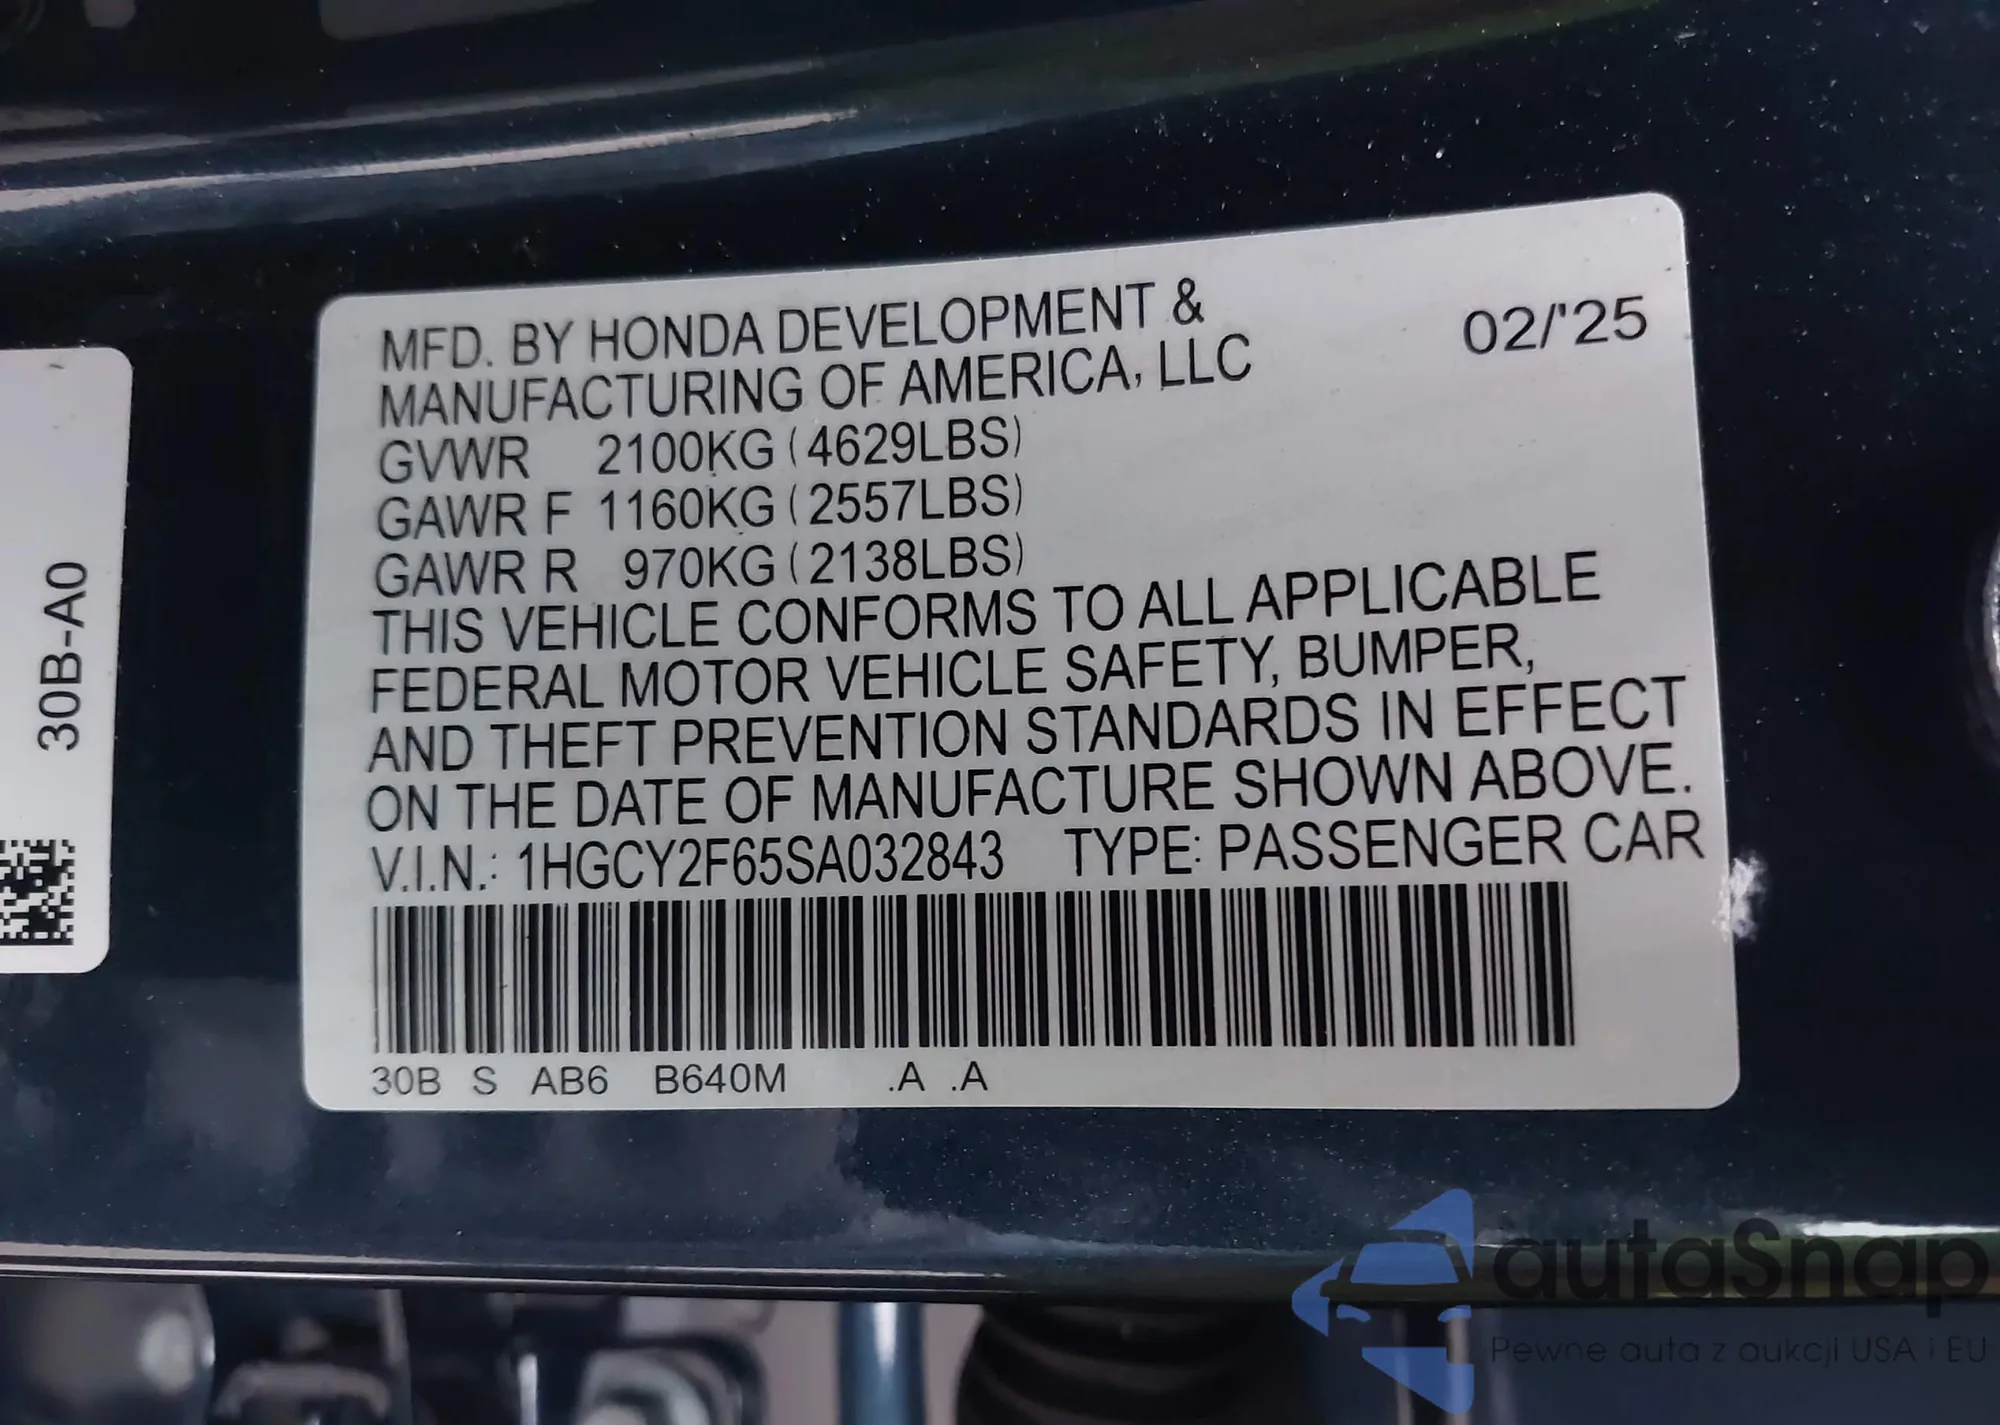 MFD. BY HONDA DEVELOPMENT &
MANUFACTURING OF AMERICA, LLC
02/'25
GVWR 2100KG (4629LBS)
GAWR F 1160KG (2557LBS)
GAWR R 970KG (2138LBS)
THIS VEHICLE CONFORMS TO ALL APPLICABLE
FEDERAL MOTOR VEHICLE SAFETY, BUMPER,
AND THEFT PREVENTION STANDARDS IN EFFECT
ON THE DATE OF MANUFACTURE SHOWN ABOVE.
V.I.N.: 1HGCY2F65SA032843 TYPE: PASSENGER CAR
30B S AB6 B640M .A .A
30B-A0
autaSnap
Pewne auta z aukcji USA i EU